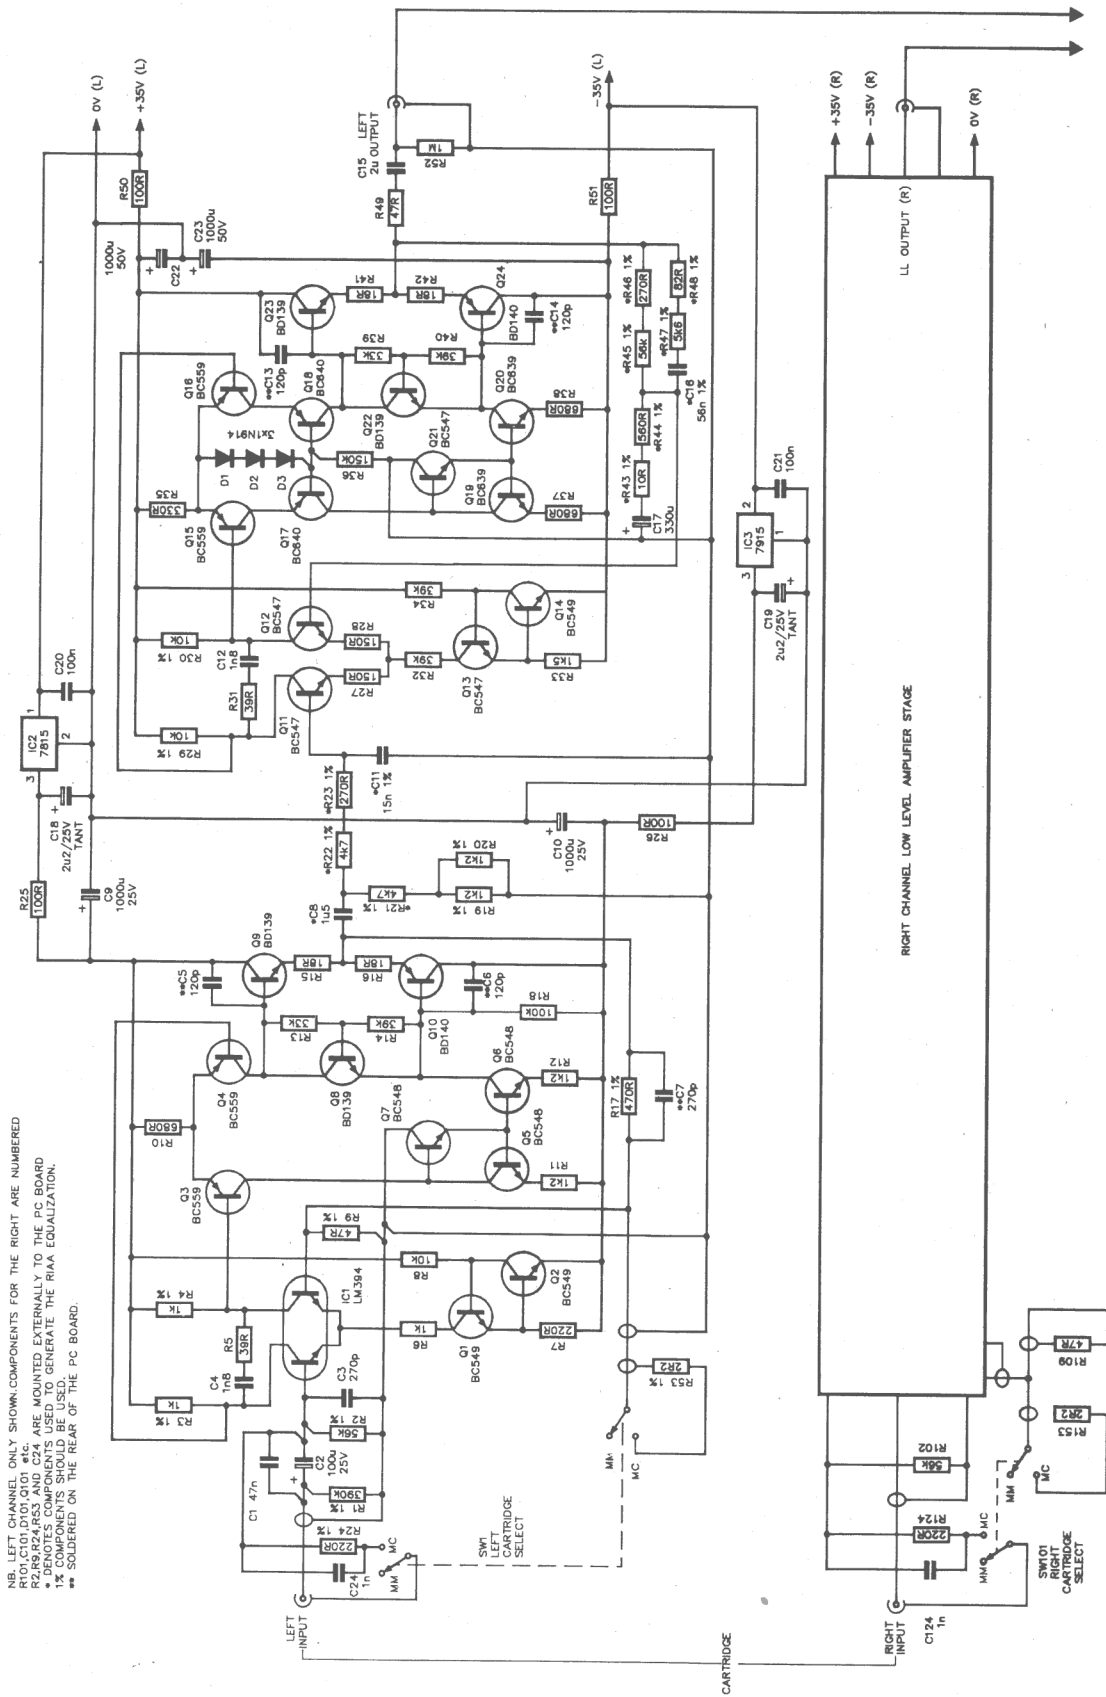 NB. LEFT CHANNEL ONLY SHOWN.COMPONENTS FOR THE RIGHT ARE NUMBERED
R101,C101,D101,Q101 etc.
R2,R9,R24,R53 AND C24 ARE MOUNTED EXTERNALLY TO THE PC BOARD
* DENOTES COMPONENTS USED TO GENERATE THE RIAA EQUALIZATION.
1% COMPONENTS SHOULD BE USED.
** SOLDERED ON THE REAR OF THE PC BOARD.
R25
100R
C18 +
2u2/25V
TANT
IC2
7815
3
1
2
C20
100n
0V (L)
+35V (L)
R50
100R
C9
1000u
25V
+
1000u
50V
+
C22
C23
1000u
50V
+
R3 1%
1k
R4 1%
1k
C4
1n8
R5
39R
Q3
BC559
R10
680R
Q4
BC559
**C5
120p
Q9
BD139
R29 1%
10k
R31
39R
C12
1n8
R30 1%
10k
Q15
BC559
R35
330R
D1
D2
D3
3x1N914
Q16
BC559
**C13
120p
Q23
BD139
R41
18R
R42
18R
Q24
BD140
**C14
120p
R49
47R
C15
2u
LEFT
OUTPUT
R52
1M
LEFT
INPUT
C24
1n
R24 1%
220R
MM
MC
C1 47n
R1 1%
390k
C2
100u
25V
+
R2 1%
56k
C3
270p
IC1
LM394
R9 1%
47R
Q8
BD139
R13
33k
R14
39k
R15
18R
R16
18R
Q10
BD140
**C6
120p
R18
100k
*C8
1u5
*R21 1%
4k7
*R22 1%
4k7
*R23 1%
270R
*C11
15n 1%
R19 1%
1k2
R20 1%
1k2
Q11
BC547
Q12
BC547
R27
150R
R28
150R
R32
39k
R34
39k
Q13
BC547
Q14
BC549
R33
1k5
Q17
BC640
Q18
BC640
R36
150k
Q22
BD139
R39
33k
R40
39k
Q21
BC547
Q19
BC639
Q20
BC639
R37
680R
R38
680R
C17
330u
+
*R43 1%
10R
*R44 1%
560R
*R45 1%
56k
*R46 1%
270R
*C16
56n 1%
*R47 1%
5k6
*R48 1%
82R
R51
100R
-35V (L)
R6
1k
R8
10k
Q1
BC549
Q2
BC549
R7
220R
Q7
BC548
Q5
BC548
Q6
BC548
R11
1k2
R12
1k2
R17 1%
470R
**C7
270p
C10
1000u
25V
+
R26
100R
C19
2u2/25V
TANT
+
IC3
7915
3
2
1
C21
100n
SW1
LEFT
CARTRIDGE
SELECT
MM
MC
R53 1%
2R2
CARTRIDGE
RIGHT
INPUT
C124
1n
R124
220R
MM
MC
R102
56k
SW101
RIGHT
CARTRIDGE
SELECT
MM
MC
R153
2R2
R109
47R
RIGHT CHANNEL LOW LEVEL AMPLIFIER STAGE
LL OUTPUT (R)
+35V (R)
-35V (R)
0V (R)